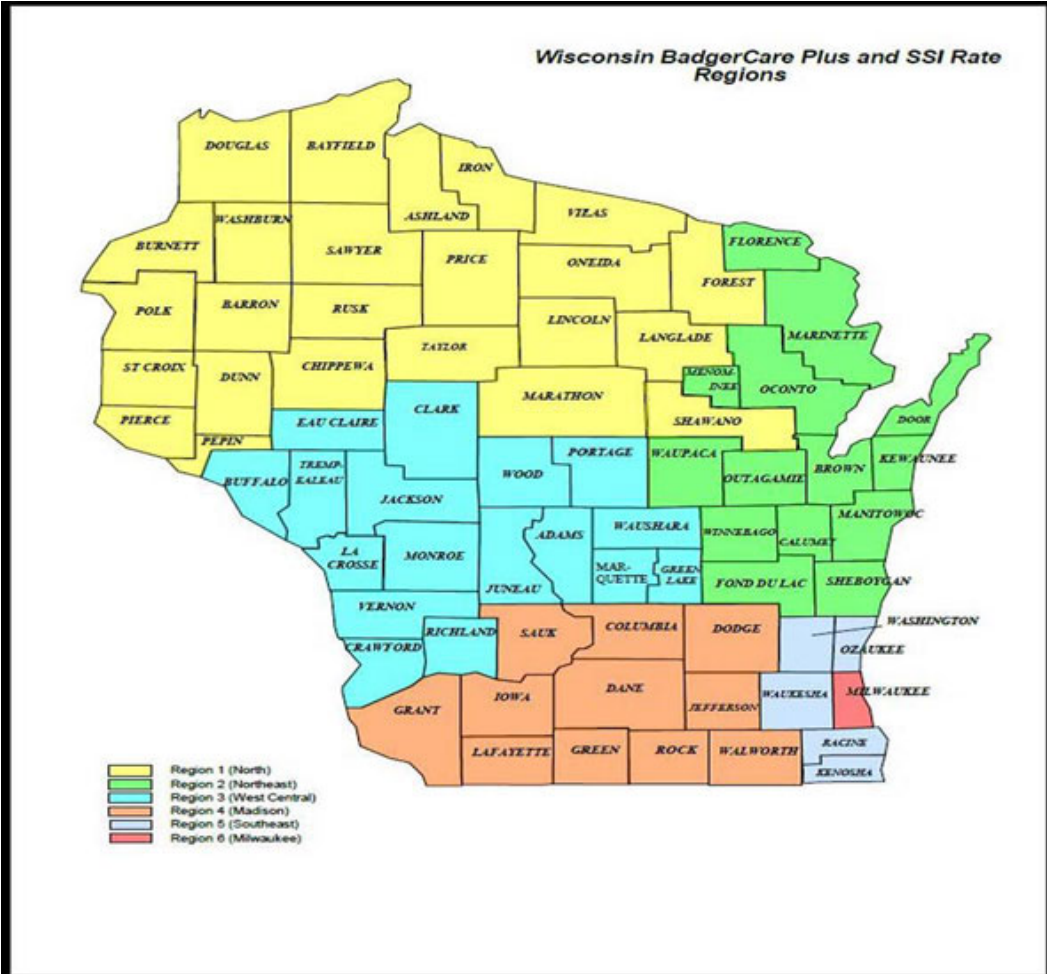 Wisconsin BadgerCare Plus and SSI Rate
Regions
DOUGLAS
BAYFIELD
IRON
ASHLAND
VILAS
WASHBURN
BURNETT
SAWYER
PRICE
ONEIDA
FLORENCE
FOREST
POLK
BARRON
RUSK
LINCOLN
LANGLADE
MARINETTE
TAYLOR
ST CROIX
DUNN
CHIPPEWA
MENOM-
INEE
OCONTO
CLARK
MARATHON
PIERCE
EAU CLAIRE
SHAWANO
DOOR
PEPIN
BUFFALO
TREMP-
EALEAU
WOOD
PORTAGE
WAUPACA
OUTAGAMIE
BROWN
KEWAUNEE
JACKSON
ADAMS
WAUSHARA
WINNEBAGO
CALUMET
MANITOWOC
LA
CROSSE
MONROE
JUNEAU
MAR-
QUETTE
GREEN
LAKE
FOND DU LAC
SHEBOYGAN
VERNON
CRAWFORD
RICHLAND
SAUK
COLUMBIA
DODGE
WASHINGTON
OZAUKEE
GRANT
IOWA
DANE
JEFFERSON
WAUKESHA
MILWAUKEE
LAFAYETTE
GREEN
ROCK
WALWORTH
RACINE
KENOSHA
Region 1 (North)
Region 2 (Northeast)
Region 3 (West Central)
Region 4 (Madison)
Region 5 (Southeast)
Region 6 (Milwaukee)